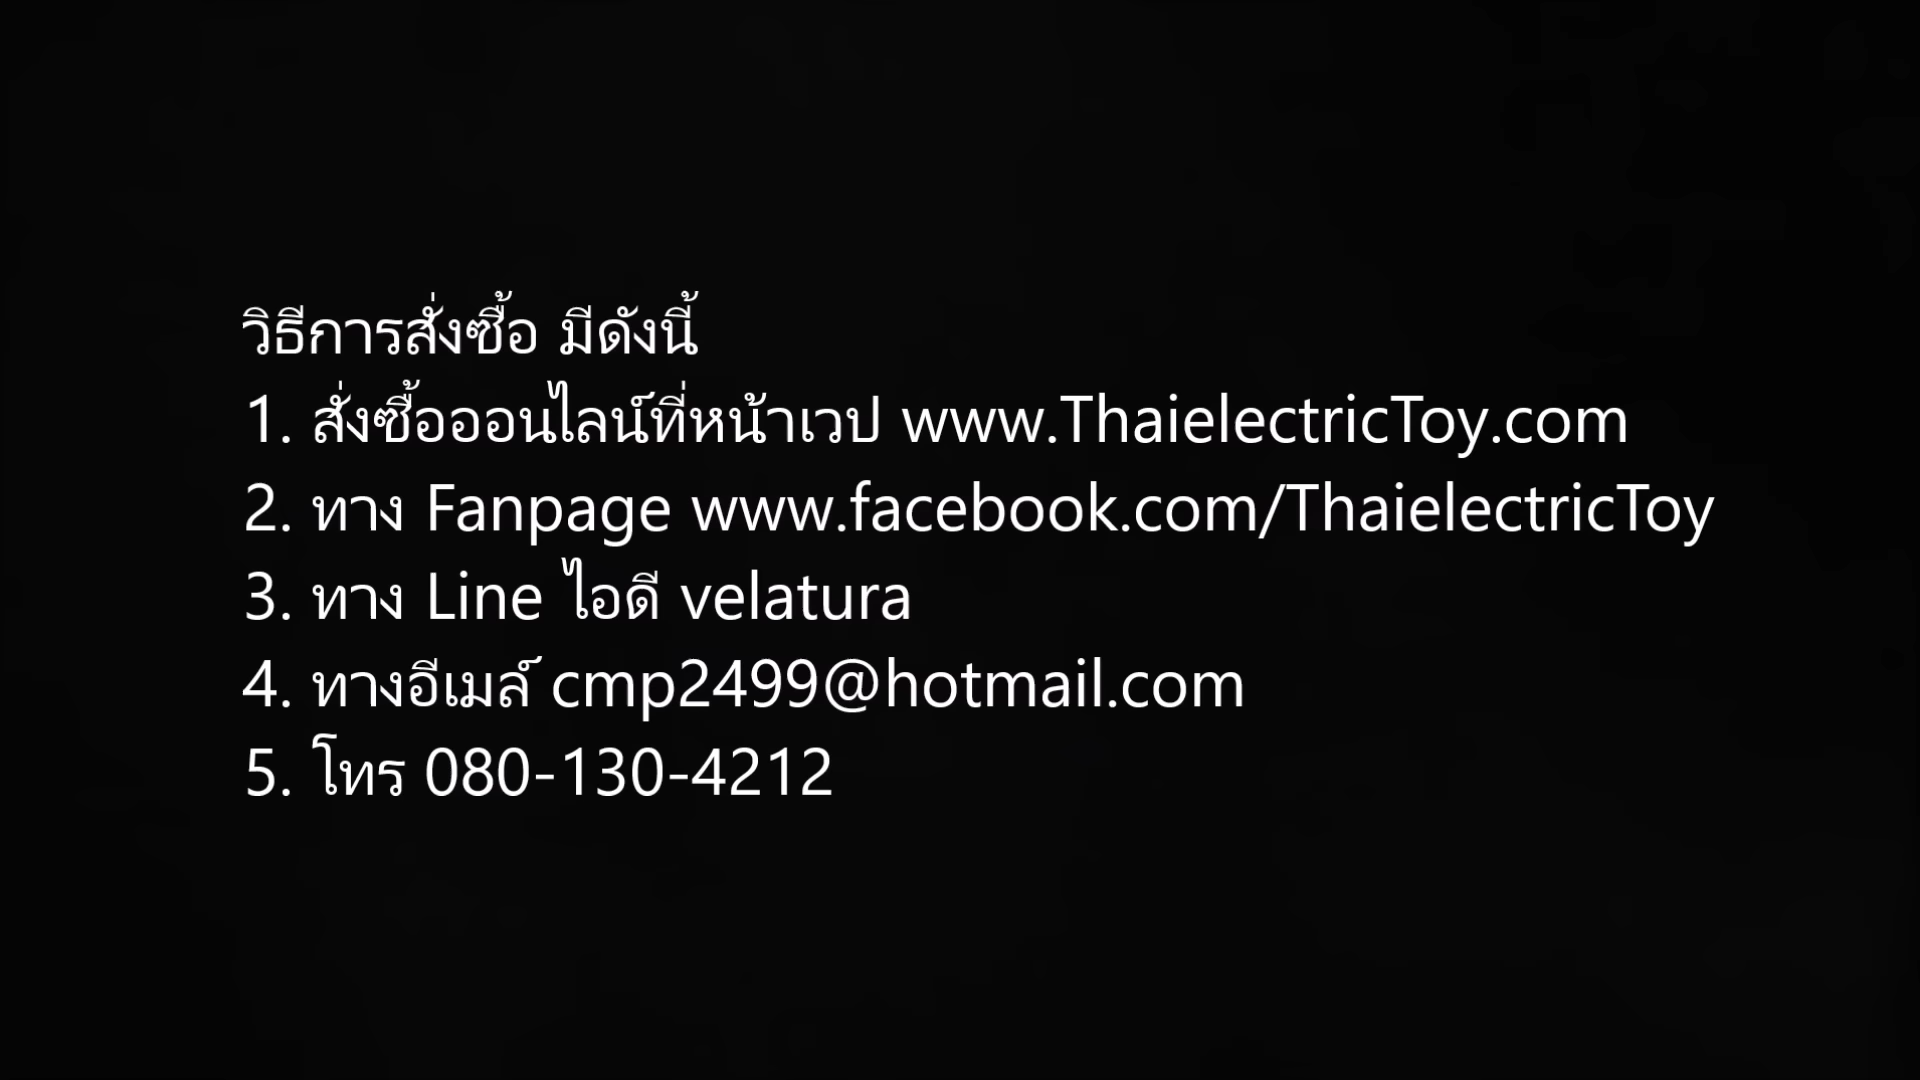 วิธีการสั่งซื้อ มีดังนี้
1. สั่งซื้อออนไลน์ที่หน้าเวป www.ThaielectricToy.com
2. ทาง Fanpage www.facebook.com/ThaielectricToy
3. ทาง Line ไอดี velatura
4. ทางอีเมล์ cmp2499@hotmail.com
5. โทร 080-130-4212